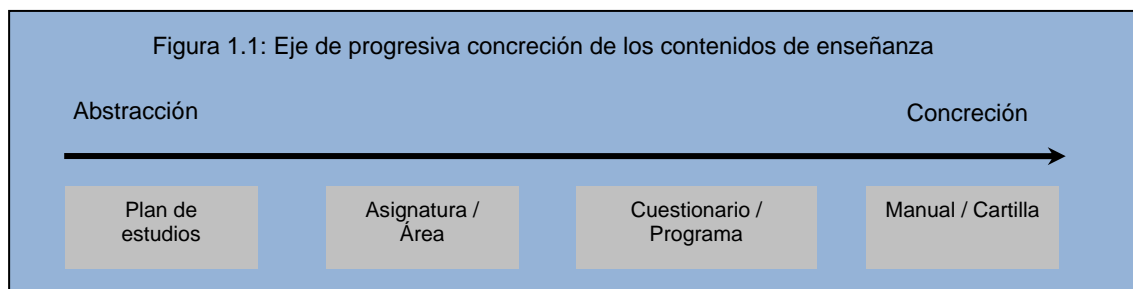 Figura 1.1: Eje de progresiva concreción de los contenidos de enseñanza
Abstracción
Concreción
Plan de
estudios
Asignatura /
Área
Cuestionario /
Programa
Manual / Cartilla